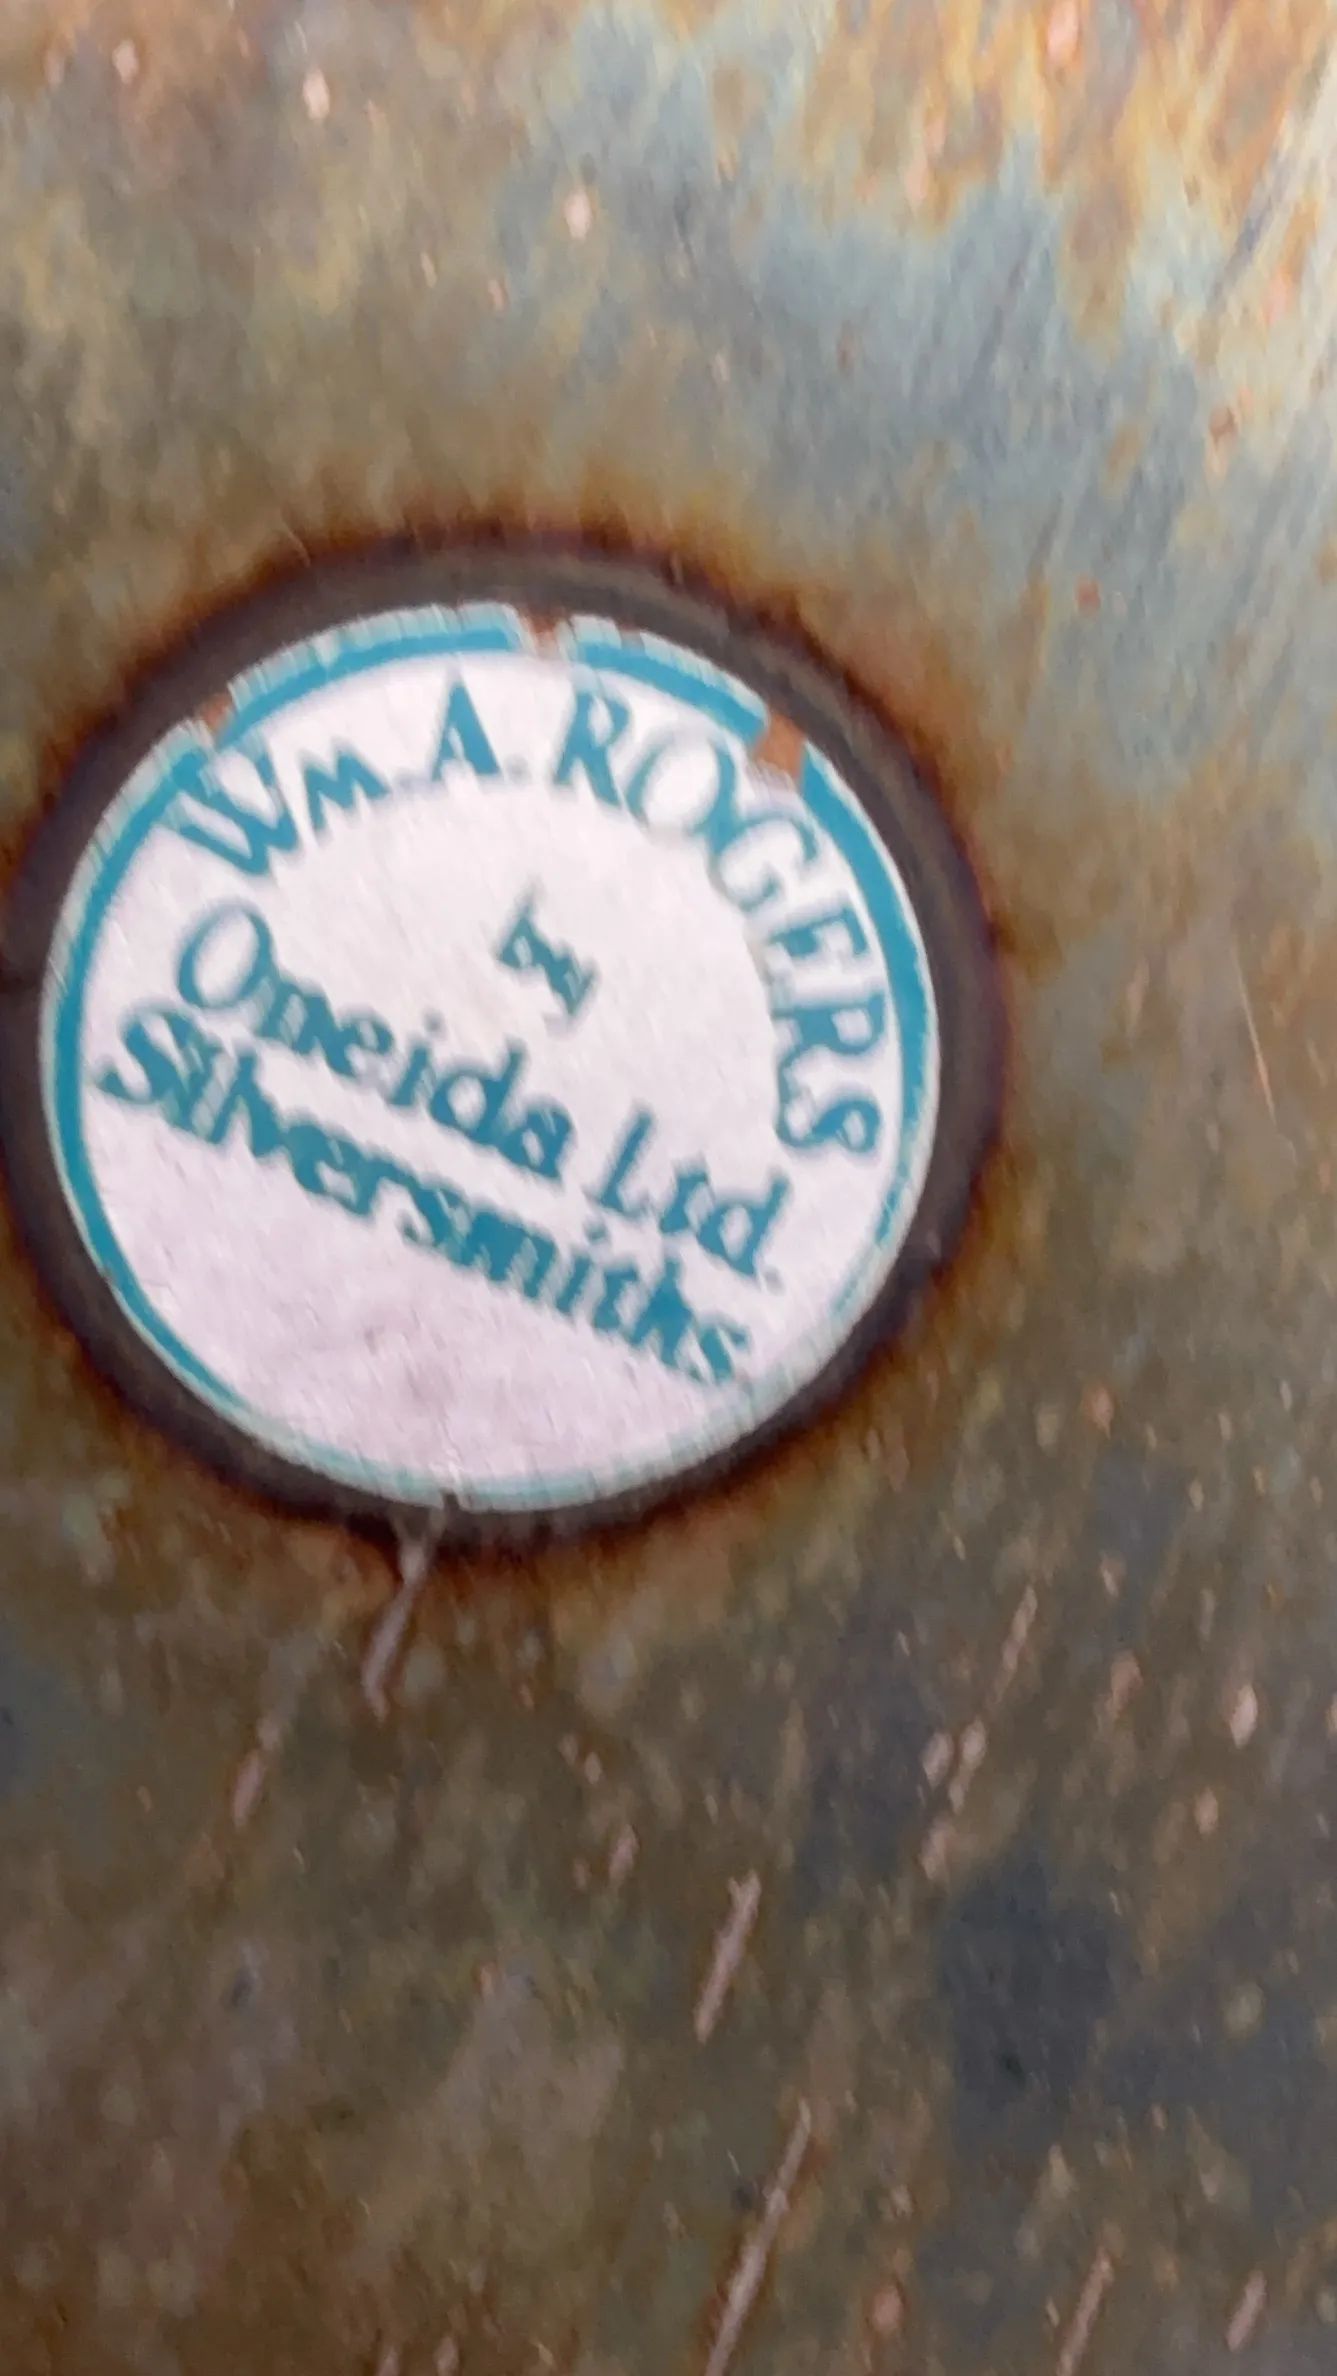 Wm. A. ROGERS
by
Oneida Ltd.
Silversmiths